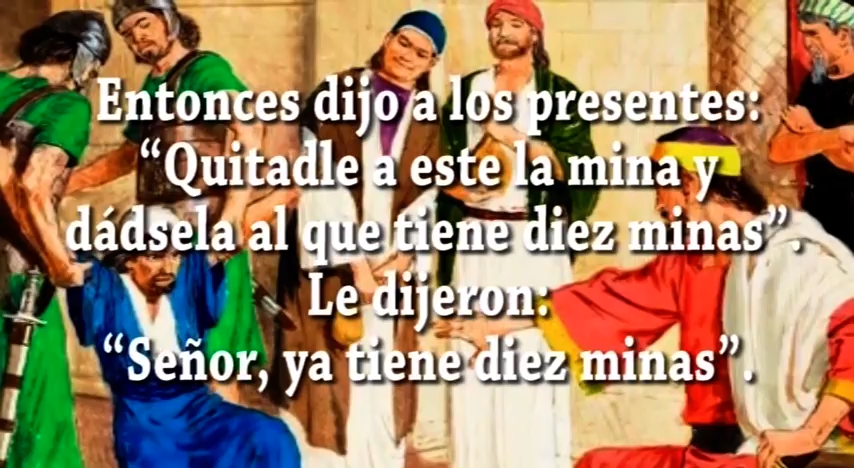 Entonces dijo a los presentes:
“Quitadle a este la mina y
dádsela al que tiene diez minas”.
Le dijeron:
“Señor, ya tiene diez minas”.